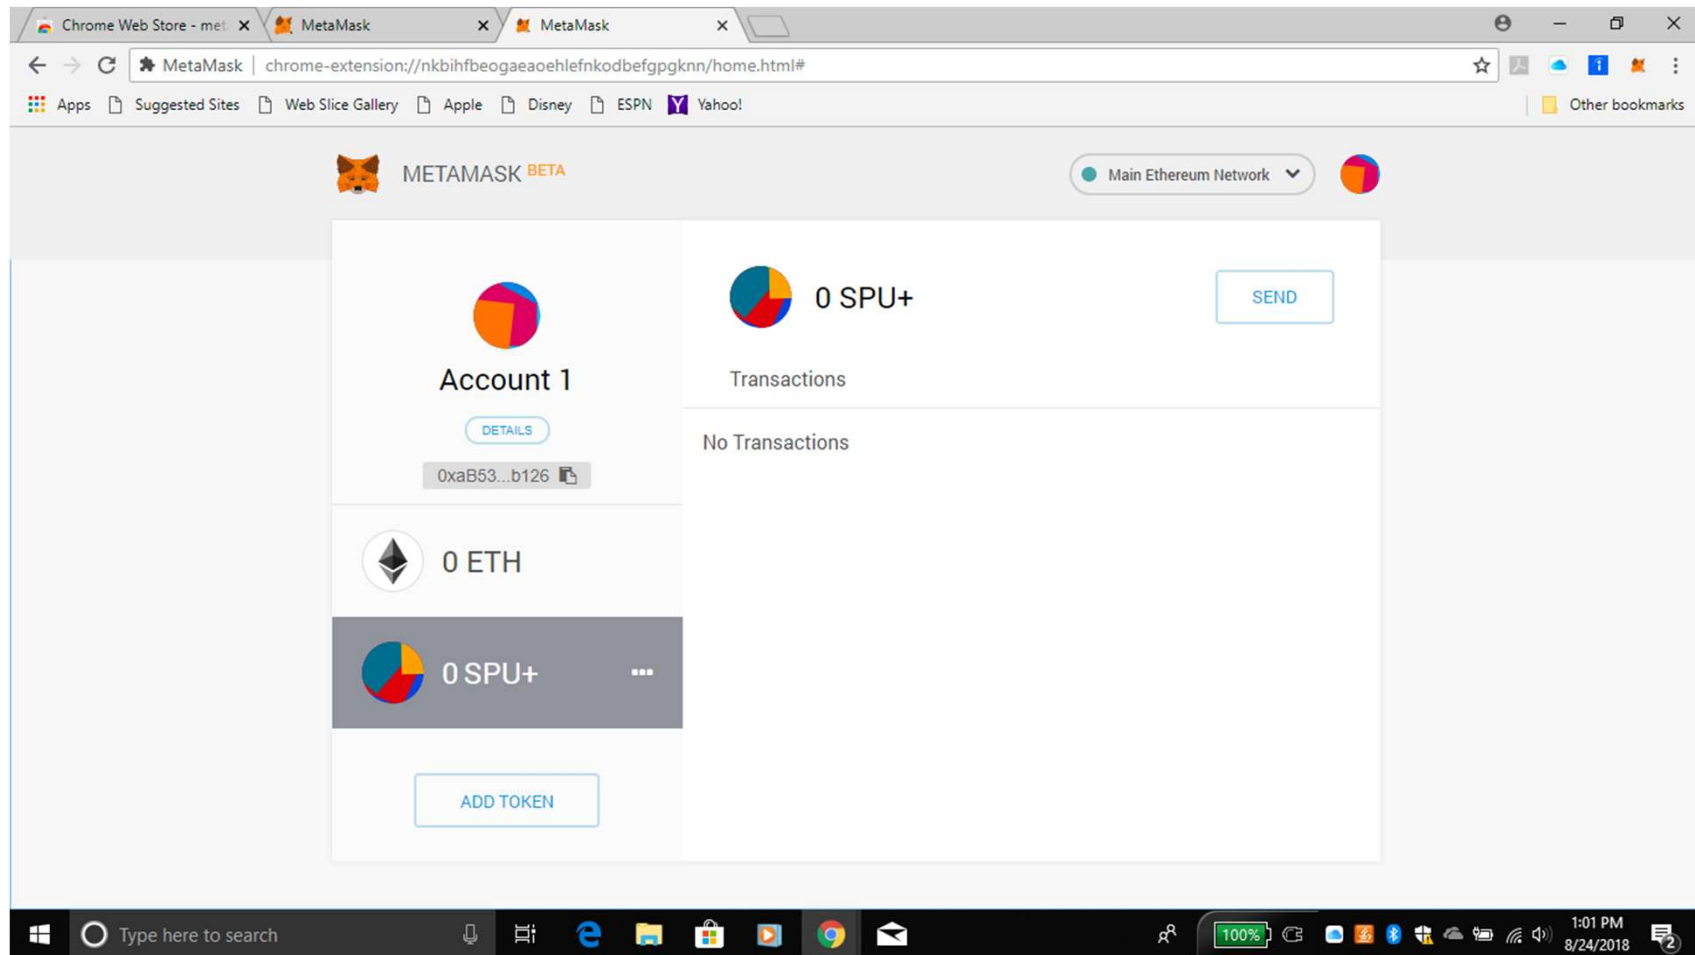 Chrome Web Store - met
MetaMask
MetaMask
MetaMask | chrome-extension://nkbihfbeogaeaoehlefnkodbefgpgknn/home.html#
Apps Suggested Sites Web Slice Gallery Apple Disney ESPN Yahoo! Other bookmarks
METAMASK BETA
Main Ethereum Network
Account 1
DETAILS
0xaB53...b126
0 ETH
0 SPU+
ADD TOKEN
0 SPU+
SEND
Transactions
No Transactions
Type here to search
100%
1:01 PM
8/24/2018
2